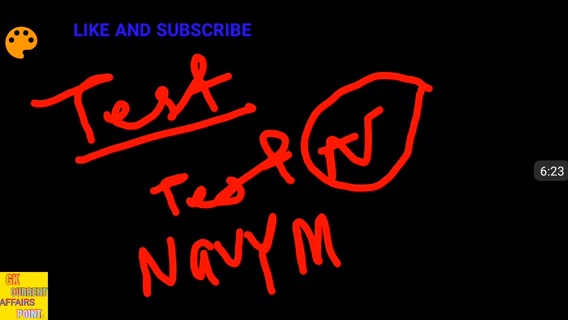 LIKE AND SUBSCRIBE
Test
Test N
Navy M
6:23
GK
CURRENT
AFFAIRS
POINT